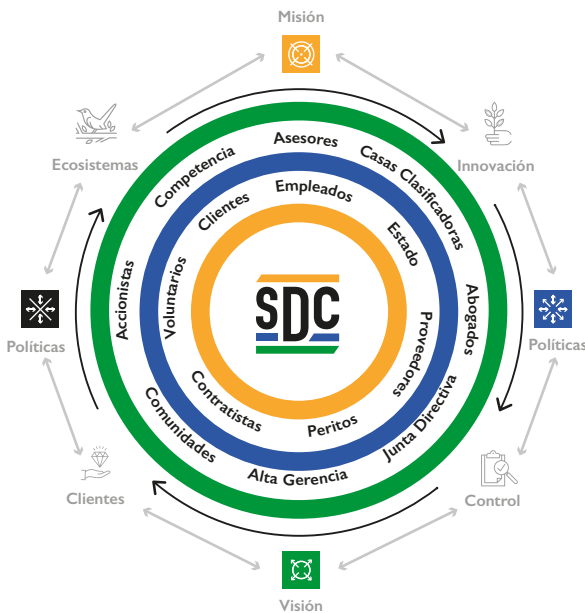 Misión
Ecosistemas
Innovación
Políticas
Políticas
Clientes
Control
Visión
Competencia
Asesores
Casas Clasificadoras
Abogados
Junta Directiva
Alta Gerencia
Comunidades
Accionistas
Clientes
Empleados
Estado
Proveedores
Peritos
Contratistas
Voluntarios
SDC